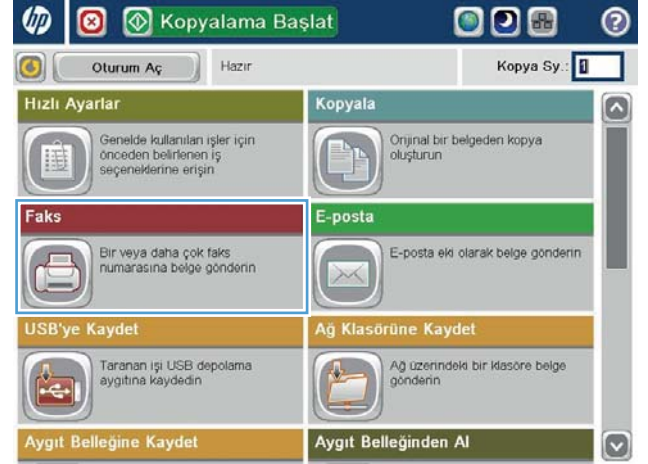 hp
Kopyalama Başlat
?
Oturum Aç
Hazır
Kopya Sy.: 1
Hızlı Ayarlar
Genelde kullanılan işler için
önceden belirlenen iş
seçeneklerine erişin
Kopyala
Orijinal bir belgeden kopya
oluşturun
Faks
Bir veya daha çok faks
numarasına belge gönderin
E-posta
E-posta eki olarak belge gönderin
USB'ye Kaydet
Taranan işi USB depolama
aygıtına kaydedin
Ağ Klasörüne Kaydet
Ağ üzerindeki bir klasöre belge
gönderin
Aygıt Belleğine Kaydet
Aygıt Belleğinden Al